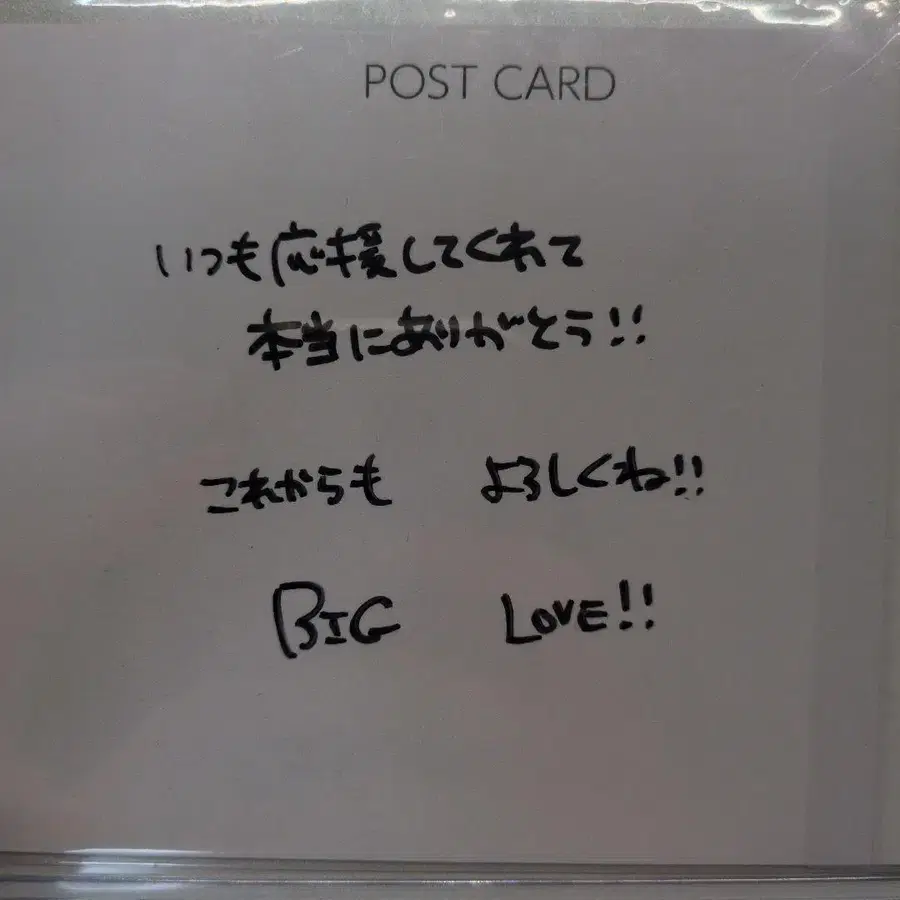 POST CARD
いつも応援してくれて
本当にありがとう!!
これからも よろしくね!!
BIG LOVE!!